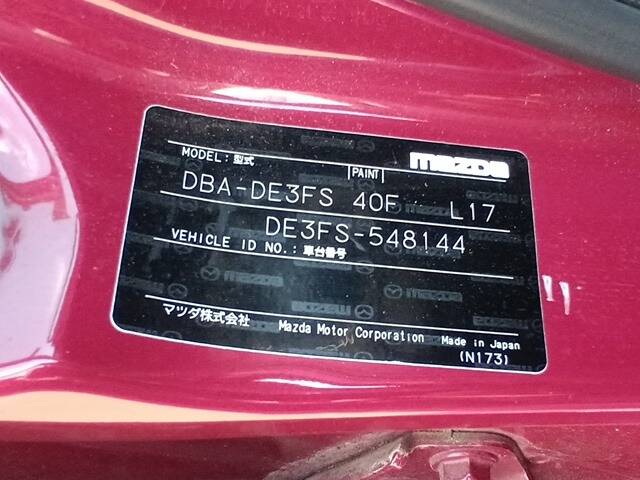 MODEL: 型式 PAINT mazda
DBA-DE3FS 40F L17
DE3FS-548144
VEHICLE ID NO.: 車台番号
マツダ株式会社 Mazda Motor Corporation Made in Japan
(N173)